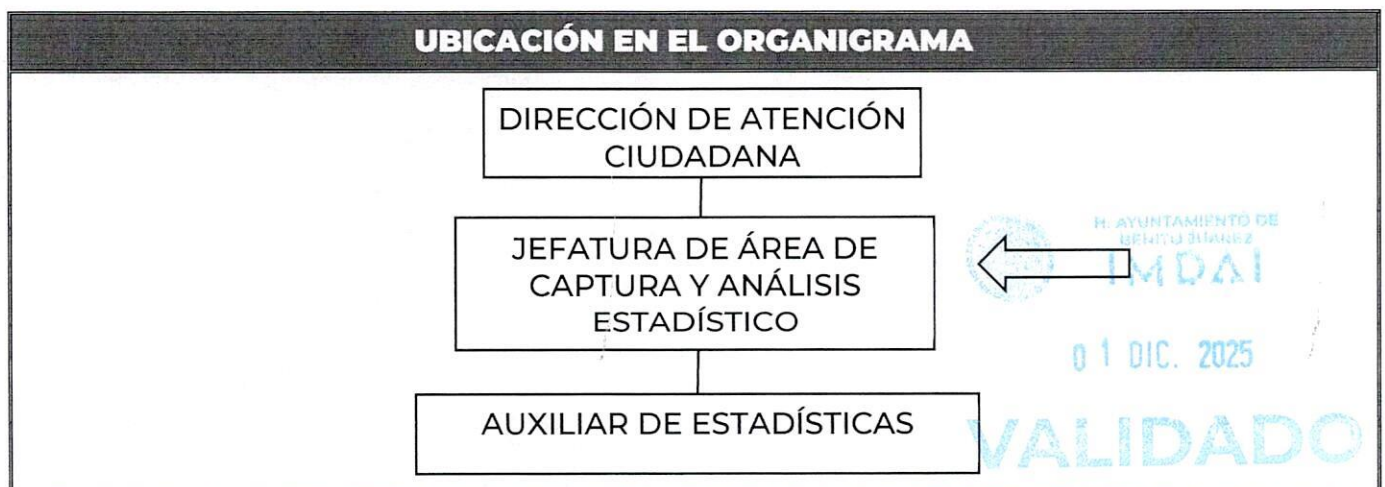 UBICACIÓN EN EL ORGANIGRAMA
DIRECCIÓN DE ATENCIÓN
CIUDADANA
JEFATURA DE ÁREA DE
CAPTURA Y ANÁLISIS
ESTADÍSTICO
H. AYUNTAMIENTO DE
BENITO JUÁREZ
IMDAI
01 DIC. 2025
AUXILIAR DE ESTADÍSTICAS
VALIDADO